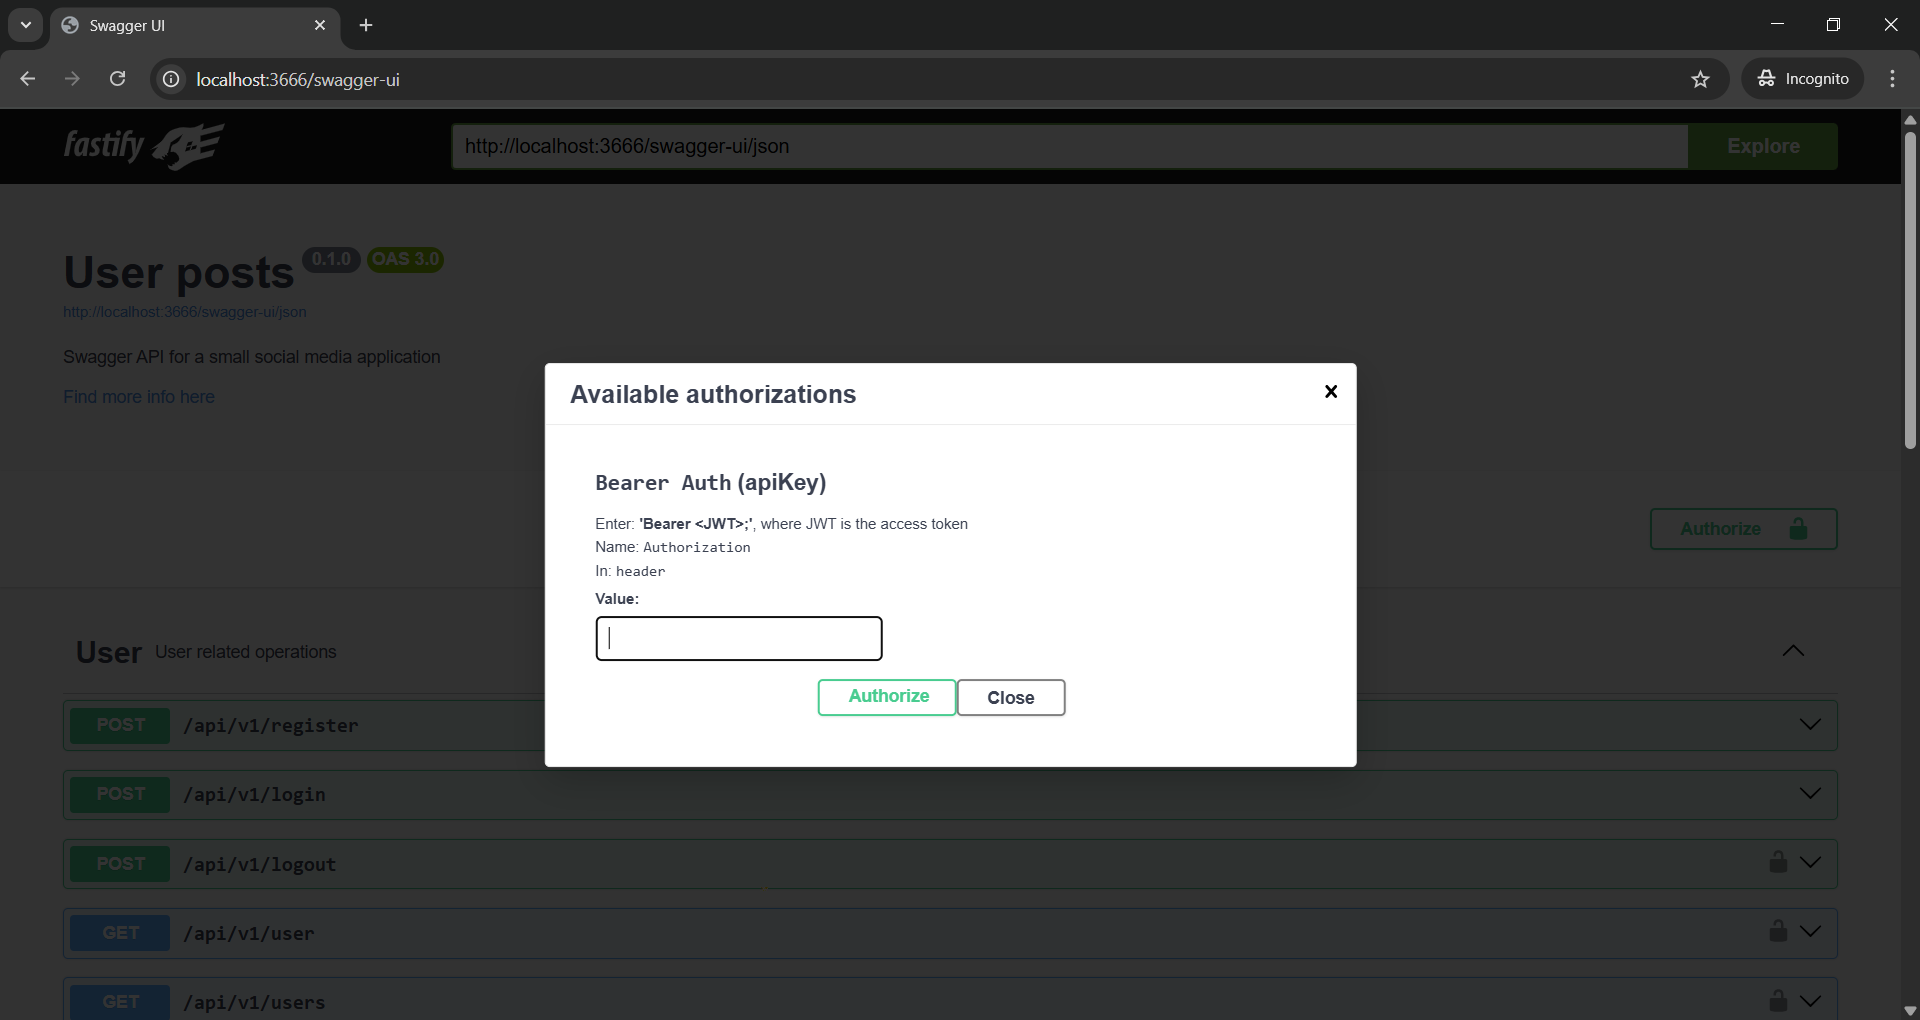 Swagger UI
localhost:3666/swagger-ui
Incognito
fastify
http://localhost:3666/swagger-ui/json
Explore
User posts 0.1.0 OAS 3.0
http://localhost:3666/swagger-ui/json
Swagger API for a small social media application
Find more info here
Available authorizations
Bearer Auth (apiKey)
Enter: 'Bearer <JWT>;', where JWT is the access token
Name: Authorization
In: header
Value:
Authorize Close
Authorize
User User related operations
POST /api/v1/register
POST /api/v1/login
POST /api/v1/logout
GET /api/v1/user
GET /api/v1/users